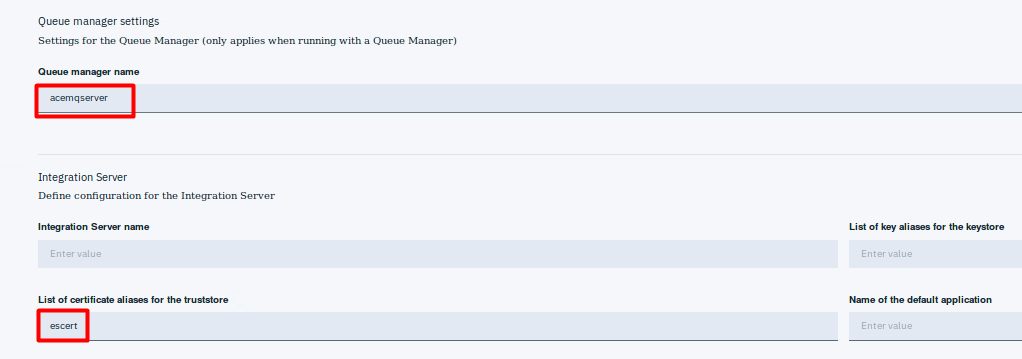 Queue manager settings
Settings for the Queue Manager (only applies when running with a Queue Manager)
Queue manager name
acemqserver
Integration Server
Define configuration for the Integration Server
Integration Server name
List of key aliases for the keystore
Enter value
Enter value
List of certificate aliases for the truststore
Name of the default application
escert
Enter value